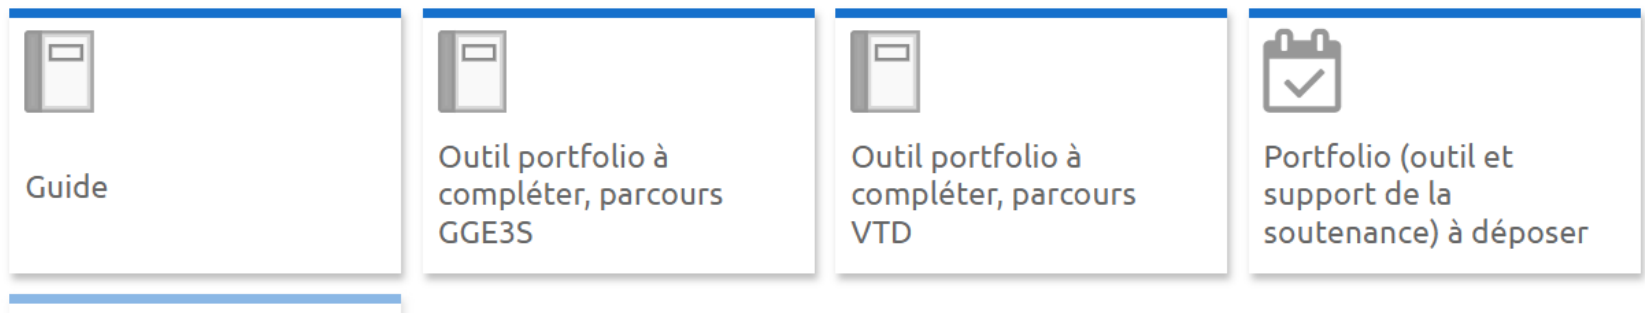 Guide
Outil portfolio à
compléter, parcours
GGE3S
Outil portfolio à
compléter, parcours
VTD
Portfolio (outil et
support de la
soutenance) à déposer